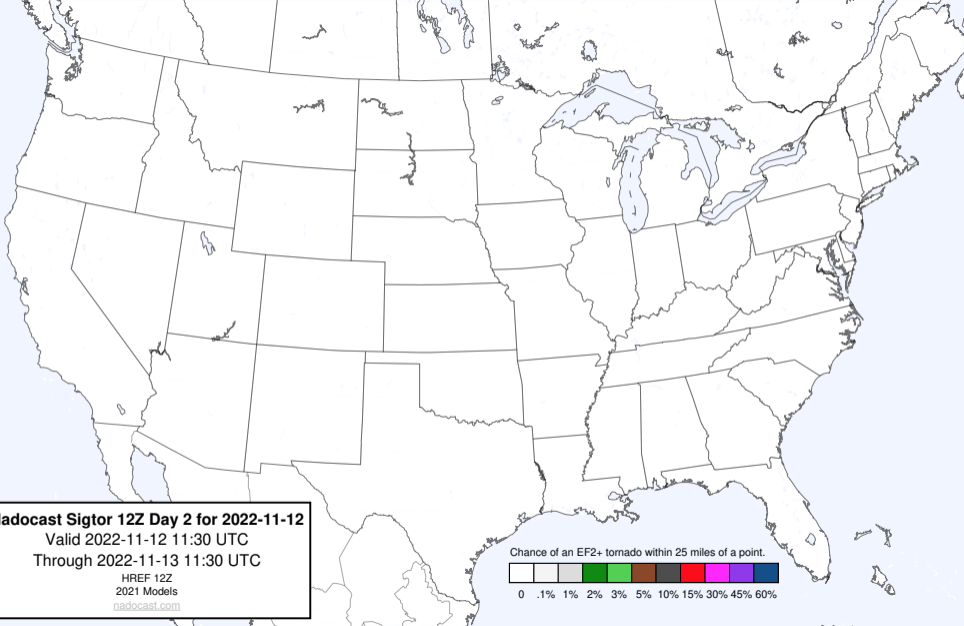 adocast Sigtor 12Z Day 2 for 2022-11-12
Valid 2022-11-12 11:30 UTC
Through 2022-11-13 11:30 UTC
HREF 12Z
2021 Models
nadocast.com
Chance of an EF2+ tornado within 25 miles of a point.
0 .1% 1% 2% 3% 5% 10% 15% 30% 45% 60%